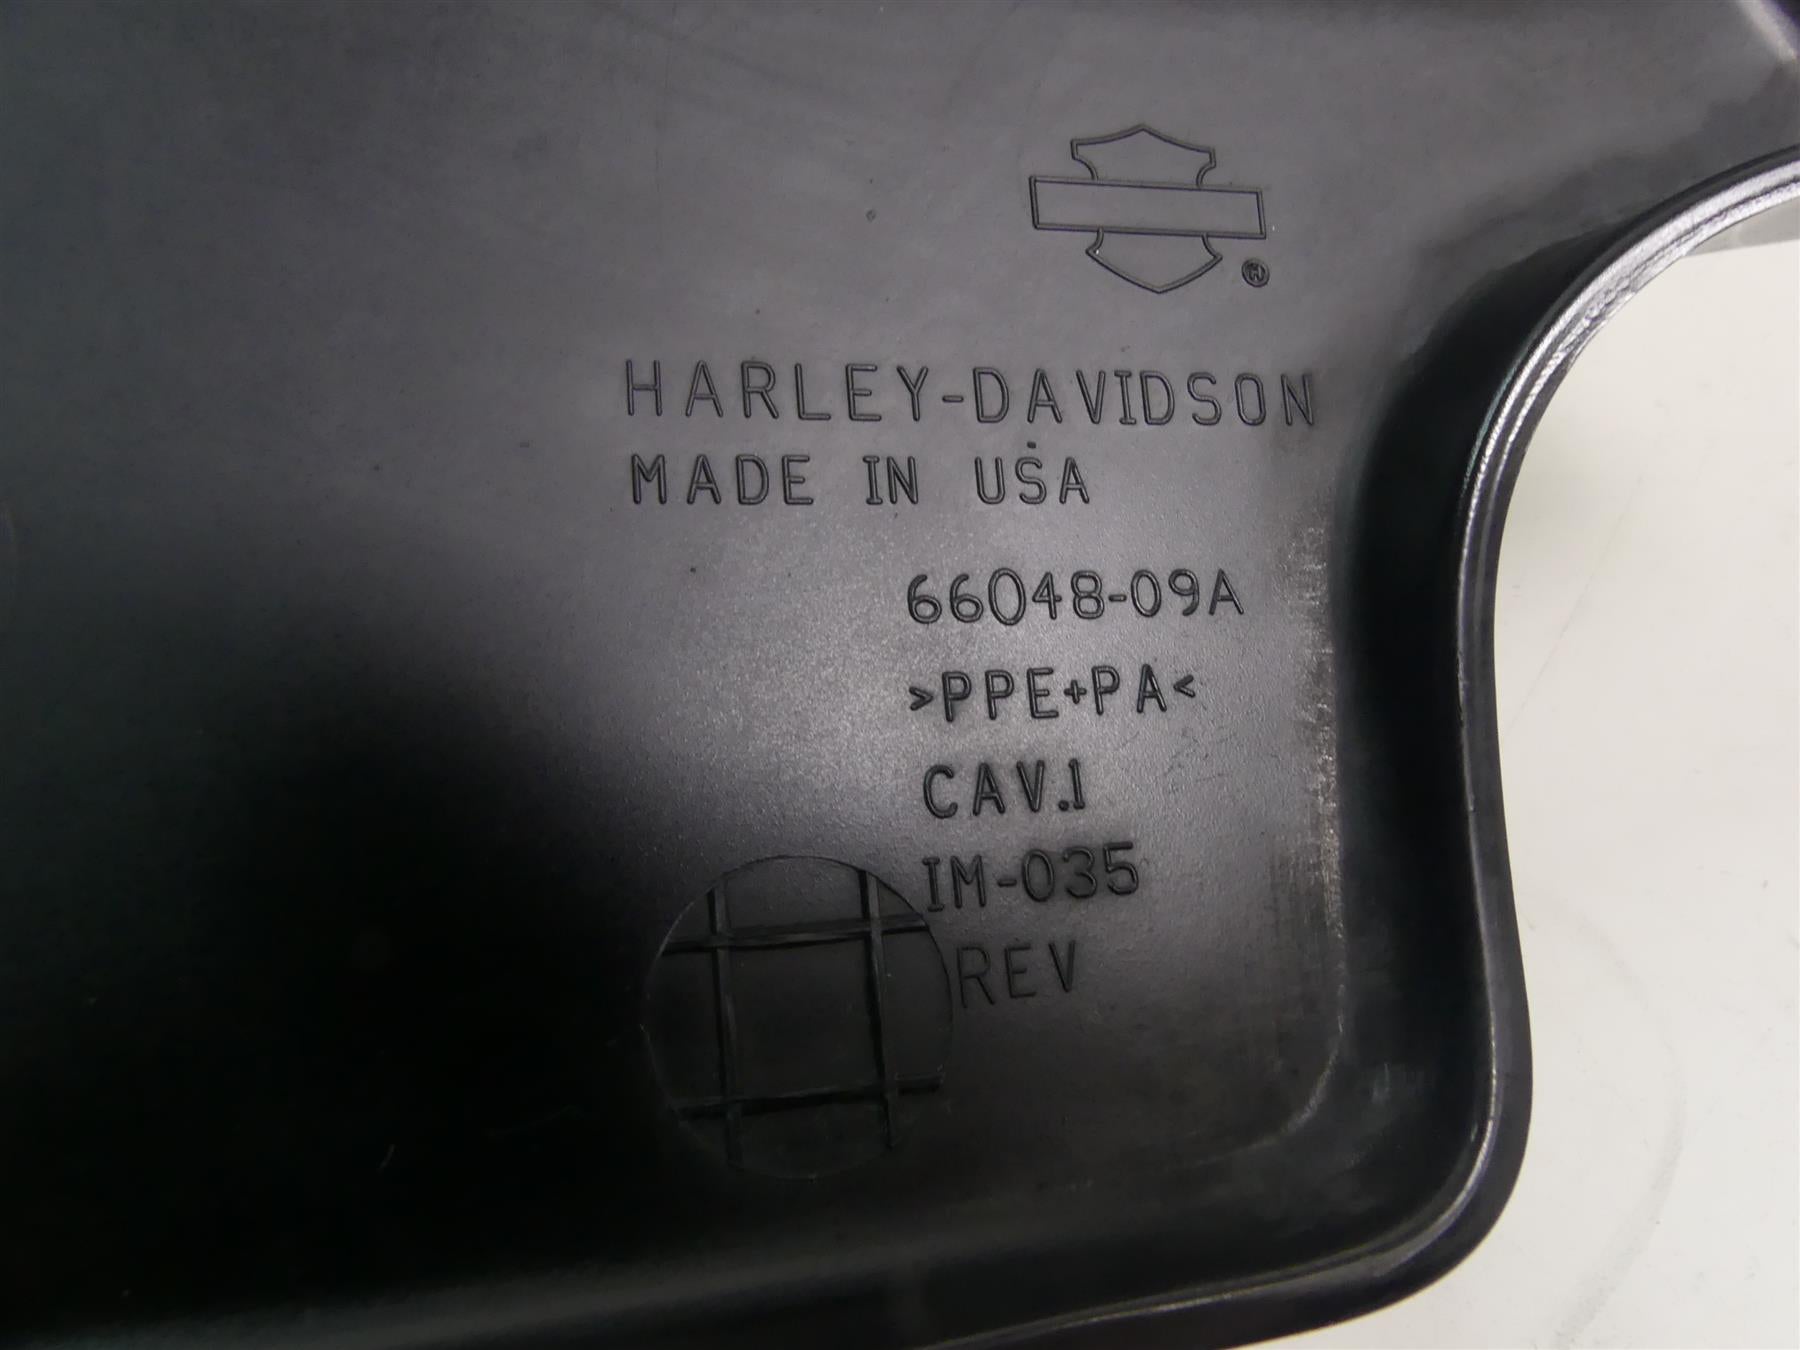 HARLEY-DAVIDSON
MADE IN USA
66048-09A
>PPE+PA<
CAV.1
IM-035
REV